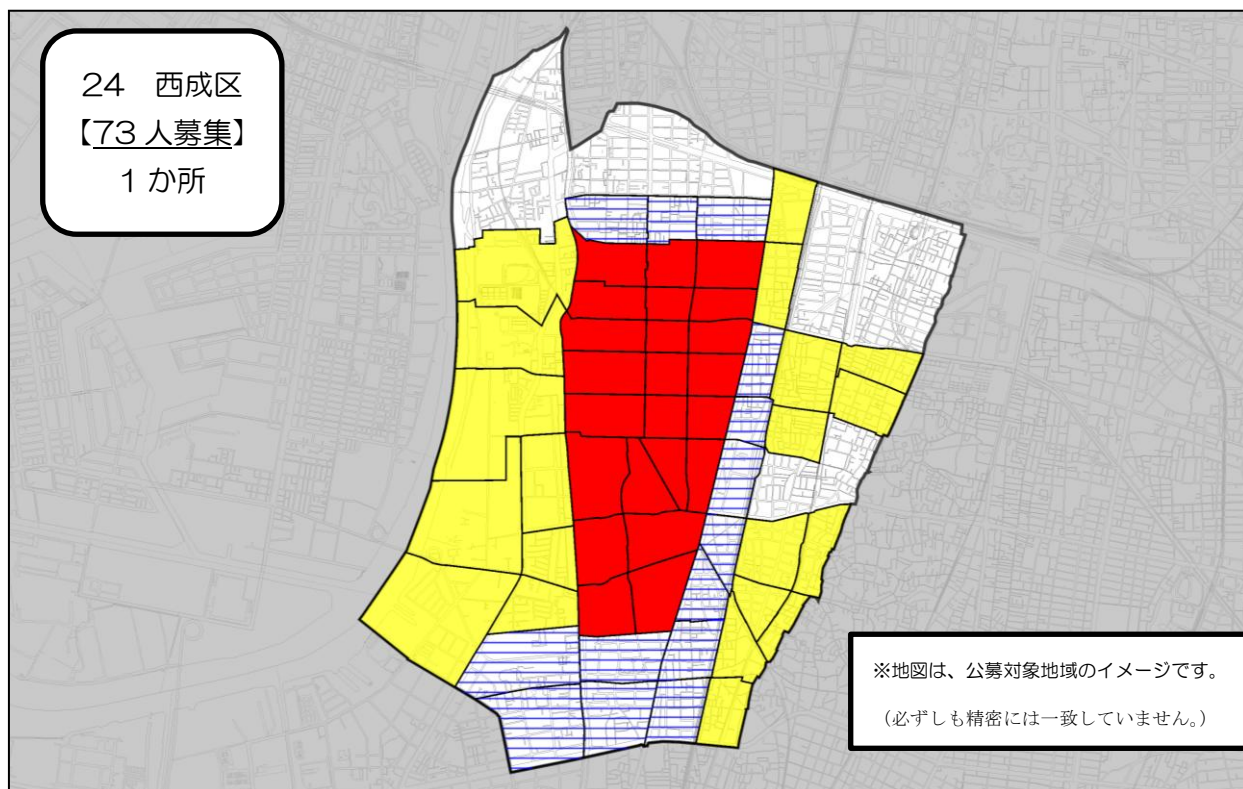 24 西成区
【73人募集】
1か所
※地図は、公募対象地域のイメージです。
(必ずしも精密には一致していません。)